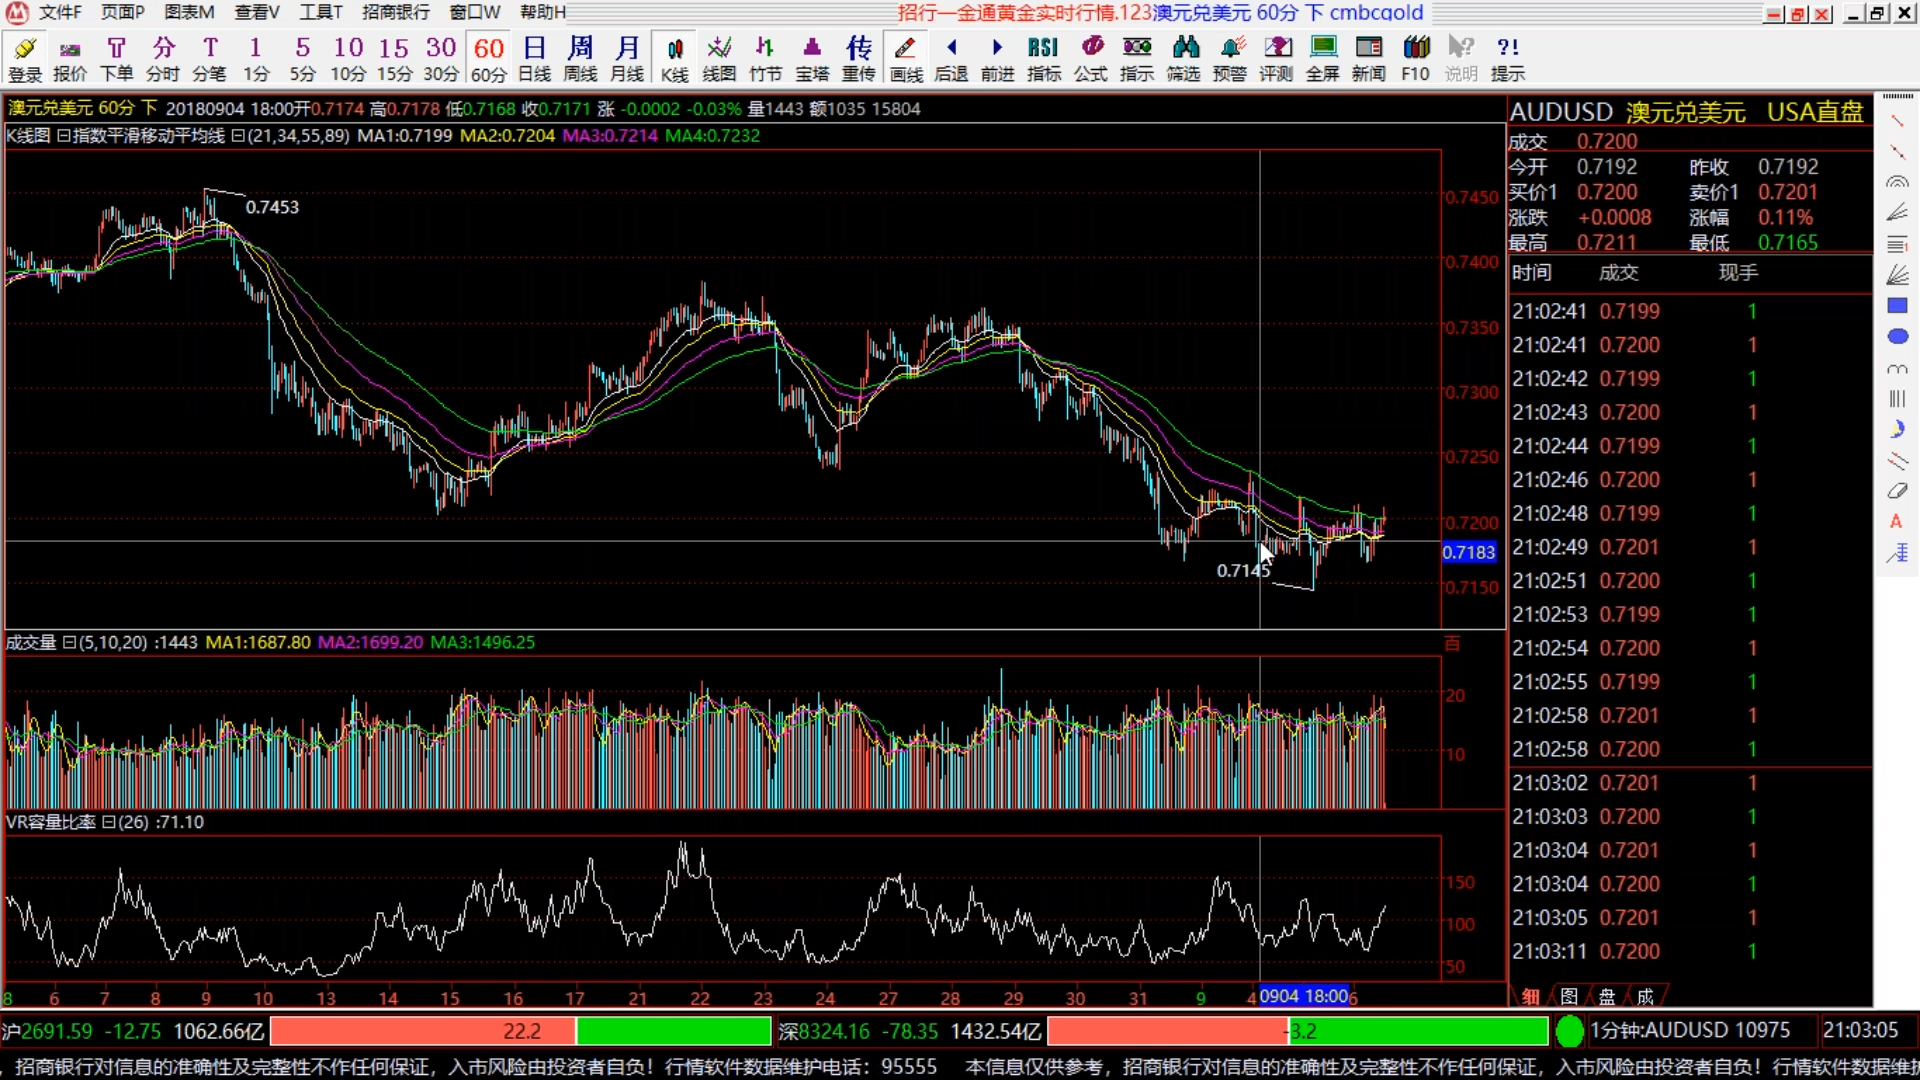 文件F 页面P 图表M 查看V 工具T 招商银行 窗口W 帮助H 招行—金通黄金实时行情.123澳元兑美元 60分 下 cmbcgold
T 分 T 1 5 10 15 30 60 日 周 月 传 RSI F10 ?!
登录 报价 下单 分时 分笔 1分 5分 10分 15分 30分 60分 日线 周线 月线 K线 线图 竹节 宝塔 重传 画线 后退 前进 指标 公式 指示 筛选 预警 评测 全屏 新闻 F10 说明 提示
澳元兑美元 60分 下 20180904 18:00开0.7174 高0.7178 低0.7168 收0.7171 涨 -0.0002 -0.03% 量1443 额1035 15804
K线图 日指数平滑移动平均线 日(21,34,55,89) MA1:0.7199 MA2:0.7204 MA3:0.7214 MA4:0.7232
0.7453
0.7145
0.7450
0.7400
0.7350
0.7300
0.7250
0.7200
0.7183
0.7150
成交量 日(5,10,20) :1443 MA1:1687.80 MA2:1699.20 MA3:1496.25
百
20
10
VR容量比率 日(26) :71.10
150
100
50
8 6 7 8 9 10 13 14 15 16 17 21 22 23 24 27 28 29 30 31 9 4 0904 18:00 6
AUDUSD 澳元兑美元 USA直盘
成交 0.7200
今开 0.7192 昨收 0.7192
买价1 0.7200 卖价1 0.7201
涨跌 +0.0008 涨幅 0.11%
最高 0.7211 最低 0.7165
时间 成交 现手
21:02:41 0.7199 1
21:02:41 0.7200 1
21:02:42 0.7199 1
21:02:43 0.7200 1
21:02:44 0.7199 1
21:02:46 0.7200 1
21:02:48 0.7199 1
21:02:49 0.7201 1
21:02:51 0.7200 1
21:02:53 0.7199 1
21:02:54 0.7200 1
21:02:55 0.7199 1
21:02:58 0.7201 1
21:02:58 0.7200 1
21:03:02 0.7201 1
21:03:03 0.7200 1
21:03:04 0.7201 1
21:03:04 0.7200 1
21:03:05 0.7201 1
21:03:11 0.7200 1
细 图 盘 成
A
沪2691.59 -12.75 1062.66亿 22.2 深8324.16 -78.35 1432.54亿 -3.2 1分钟:AUDUSD 10975 21:03:05
，招商银行对信息的准确性及完整性不作任何保证，入市风险由投资者自负！行情软件数据维护电话：95555 本信息仅供参考，招商银行对信息的准确性及完整性不作任何保证，入市风险由投资者自负！行情软件数据维护